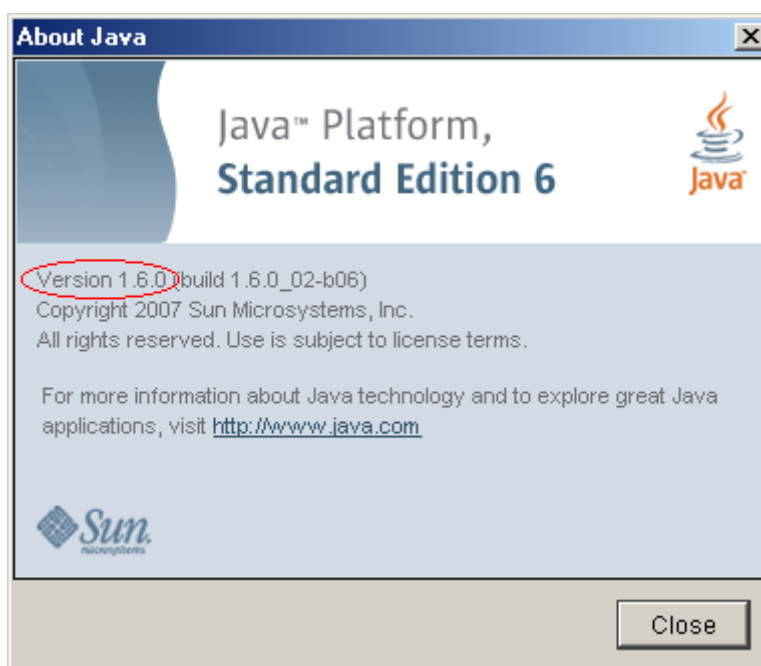 About Java
Java™ Platform,
Standard Edition 6
Java
Version 1.6.0 (build 1.6.0_02-b06)
Copyright 2007 Sun Microsystems, Inc.
All rights reserved. Use is subject to license terms.
For more information about Java technology and to explore great Java
applications, visit http://www.java.com
Sun
microsystems
Close